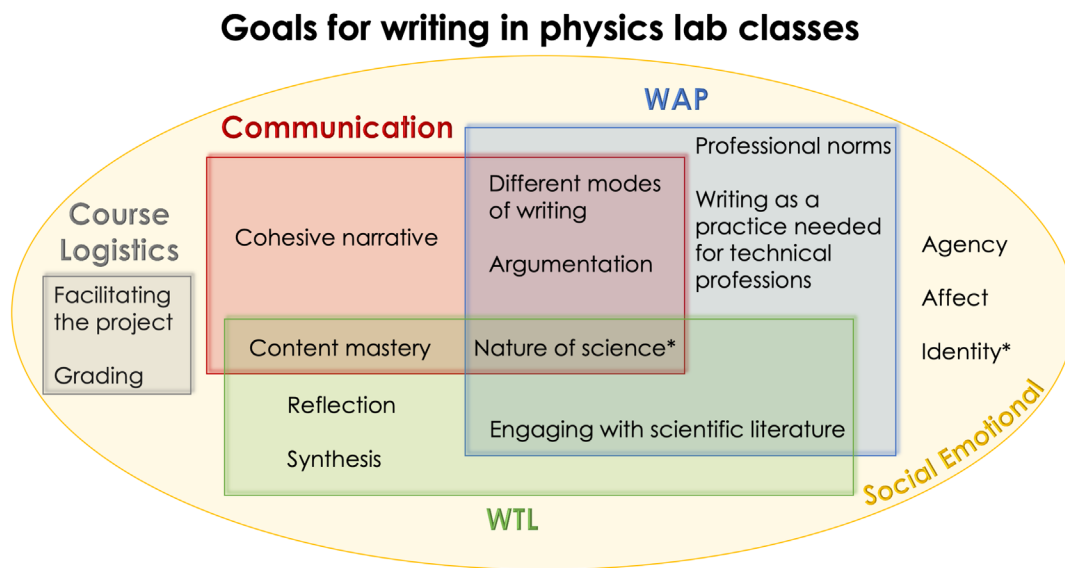 Goals for writing in physics lab classes
WAP
Communication
Professional norms
Different modes
of writing
Writing as a
practice needed
for technical
professions
Course
Logistics
Cohesive narrative
Argumentation
Agency
Affect
Identity*
Facilitating
the project
Grading
Content mastery
Nature of science*
Reflection
Synthesis
Engaging with scientific literature
Social Emotional
WTL